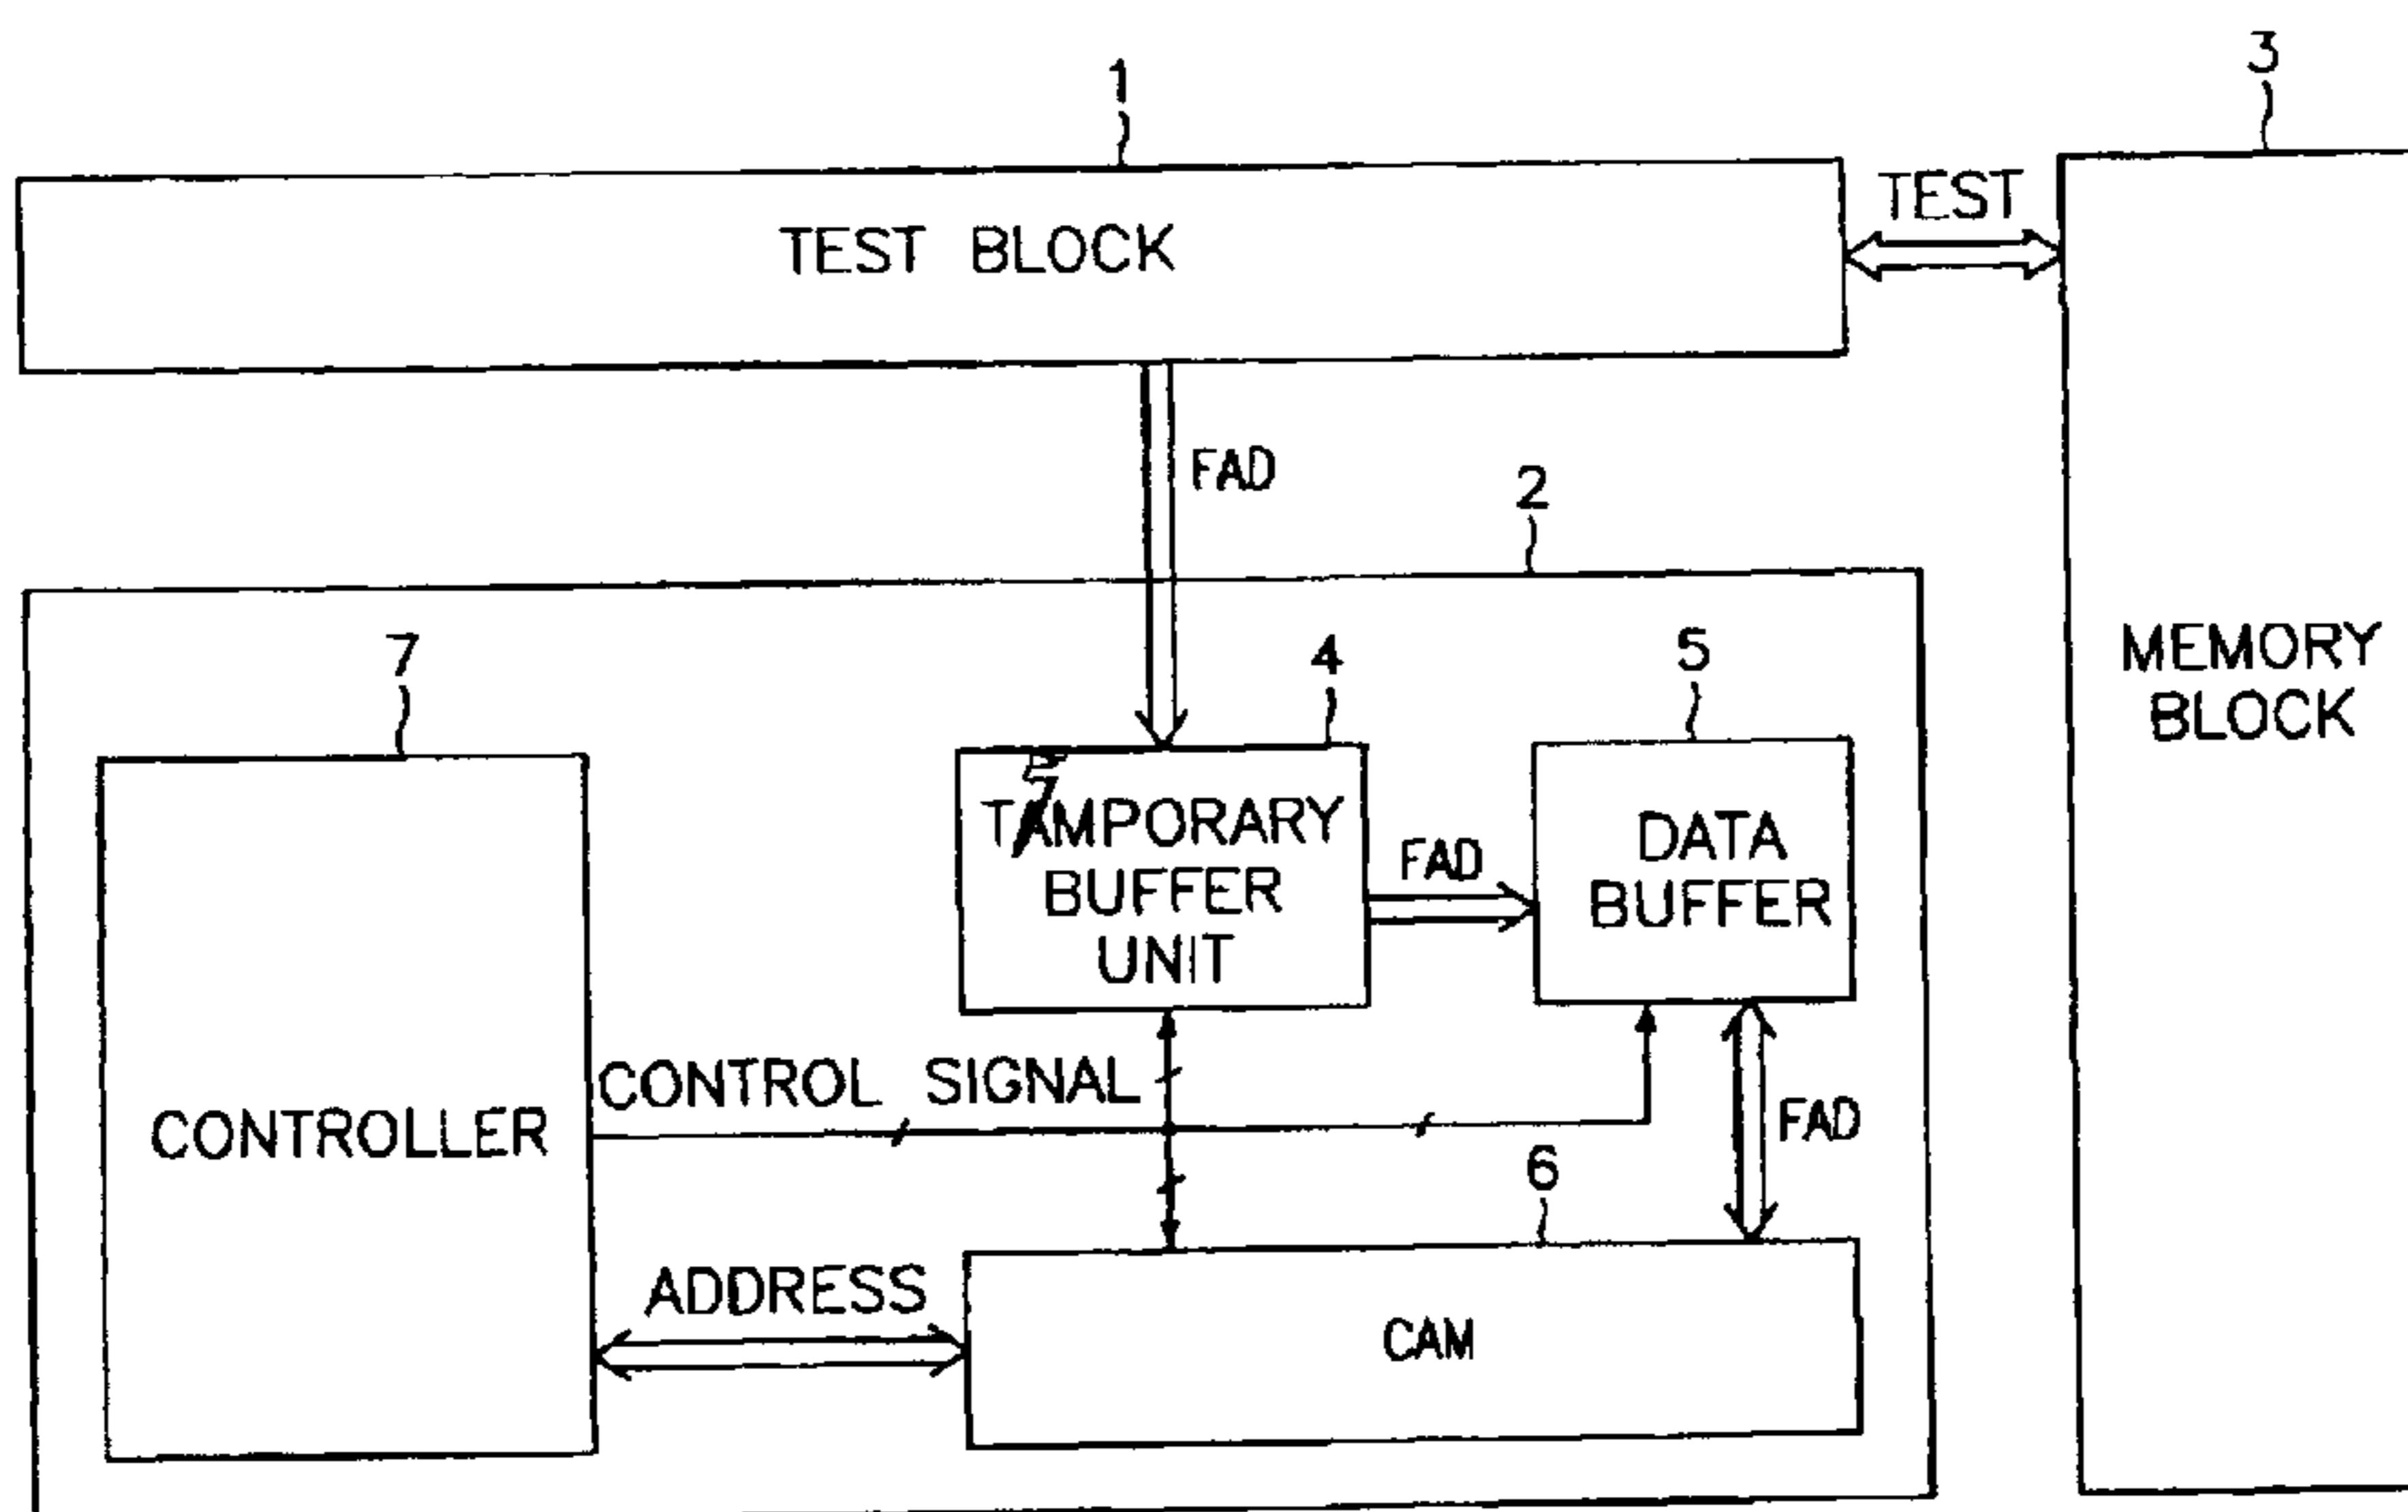 1
3
TEST BLOCK
TEST
FAD
2
7
4
5
TAMPORARY
BUFFER
UNIT
FAD
DATA
BUFFER
MEMORY
BLOCK
CONTROL SIGNAL
CONTROLLER
FAD
6
ADDRESS
CAM